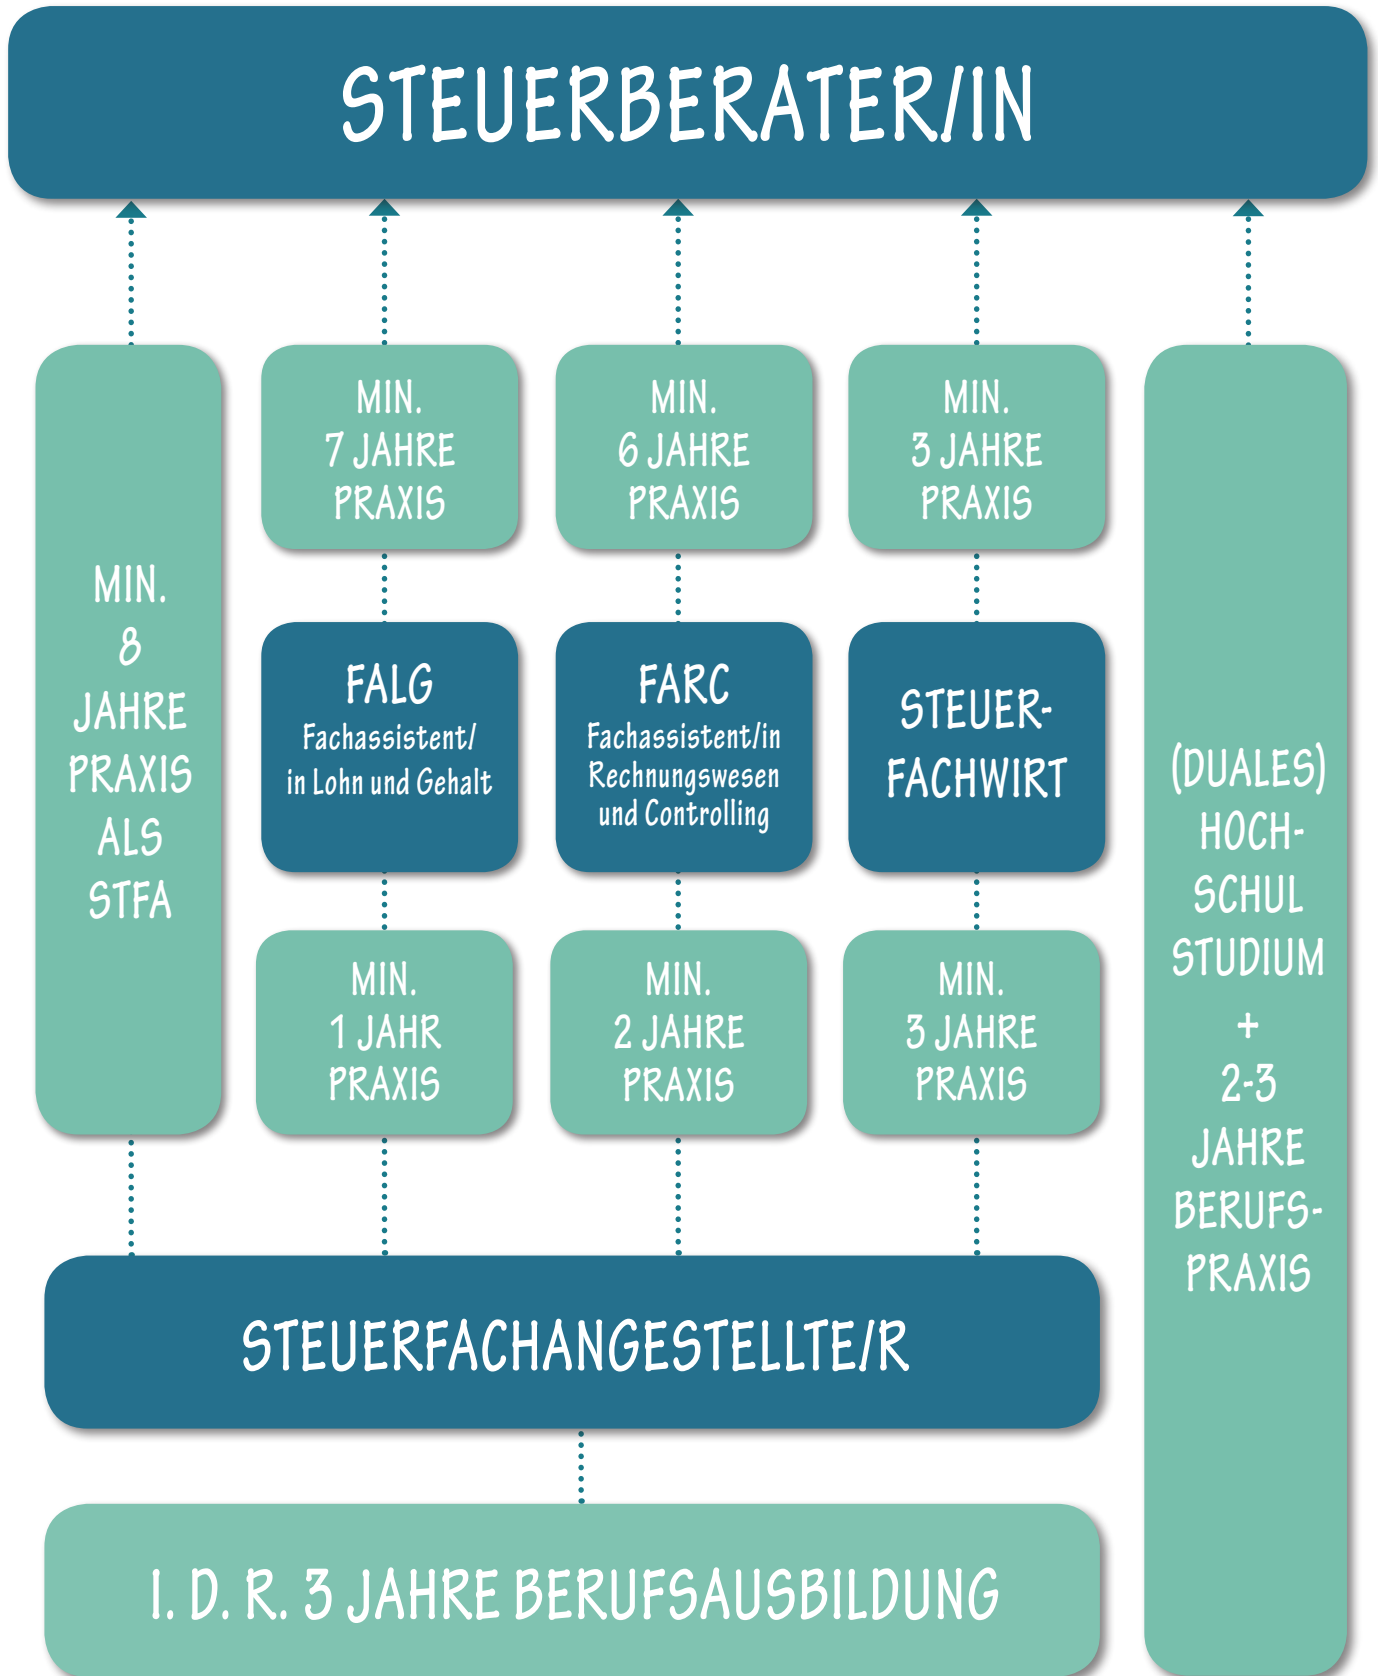 STEUERBERATER/IN
MIN.
8
JAHRE
PRAXIS
ALS
STFA
MIN.
7 JAHRE
PRAXIS
FALG
Fachassistent/
in Lohn und Gehalt
MIN.
1 JAHR
PRAXIS
MIN.
6 JAHRE
PRAXIS
FARC
Fachassistent/in
Rechnungswesen
und Controlling
MIN.
2 JAHRE
PRAXIS
MIN.
3 JAHRE
PRAXIS
STEUER-
FACHWIRT
MIN.
3 JAHRE
PRAXIS
(DUALES)
HOCH-
SCHUL
STUDIUM
+
2-3
JAHRE
BERUFS-
PRAXIS
STEUERFACHANGESTELLTE/R
I. D. R. 3 JAHRE BERUFSAUSBILDUNG